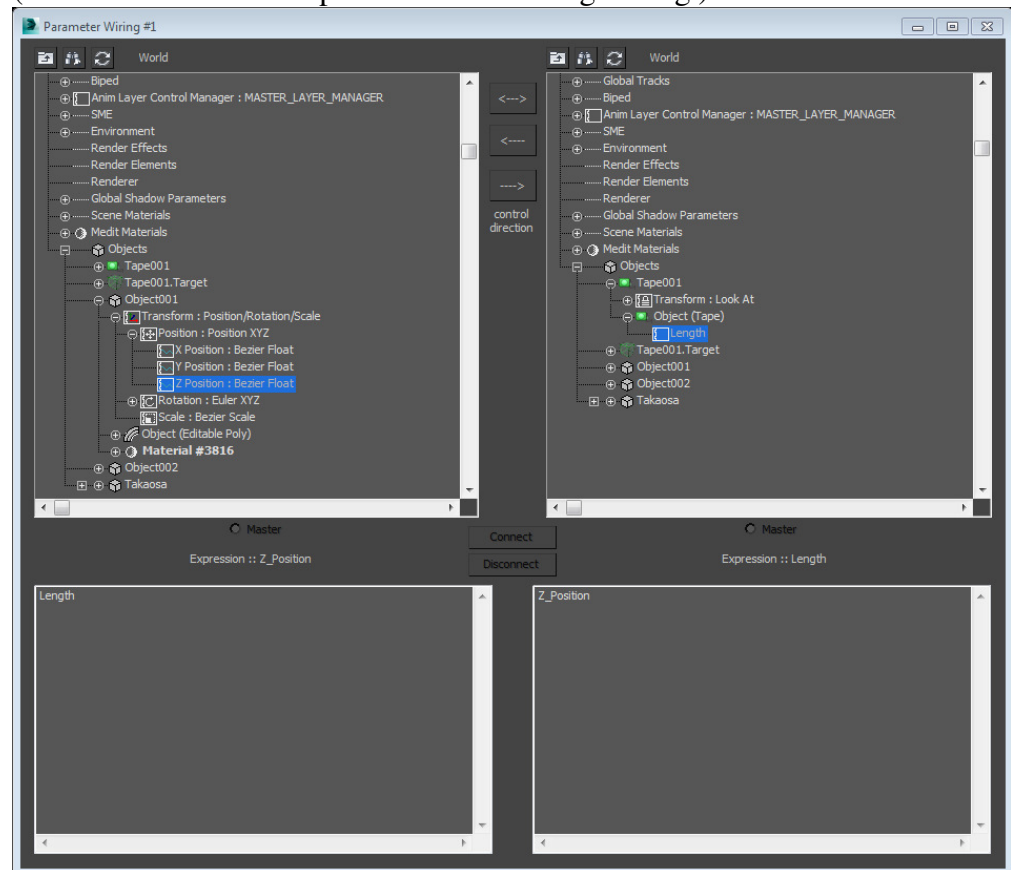 Parameter Wiring #1
World
Biped
Anim Layer Control Manager : MASTER_LAYER_MANAGER
SME
Environment
Render Effects
Render Elements
Renderer
Global Shadow Parameters
Scene Materials
Medit Materials
Objects
Tape001
Tape001.Target
Object001
Transform : Position/Rotation/Scale
Position : Position XYZ
X Position : Bezier Float
Y Position : Bezier Float
Z Position : Bezier Float
Rotation : Euler XYZ
Scale : Bezier Scale
Object (Editable Poly)
Material #3816
Object002
Takaosa
<--->
<----
---->
control
direction
World
Global Tracks
Biped
Anim Layer Control Manager : MASTER_LAYER_MANAGER
SME
Environment
Render Effects
Render Elements
Renderer
Global Shadow Parameters
Scene Materials
Medit Materials
Objects
Tape001
Transform : Look At
Object (Tape)
Length
Tape001.Target
Object001
Object002
Takaosa
Master
Connect
Master
Expression :: Z_Position
Disconnect
Expression :: Length
Length
Z_Position